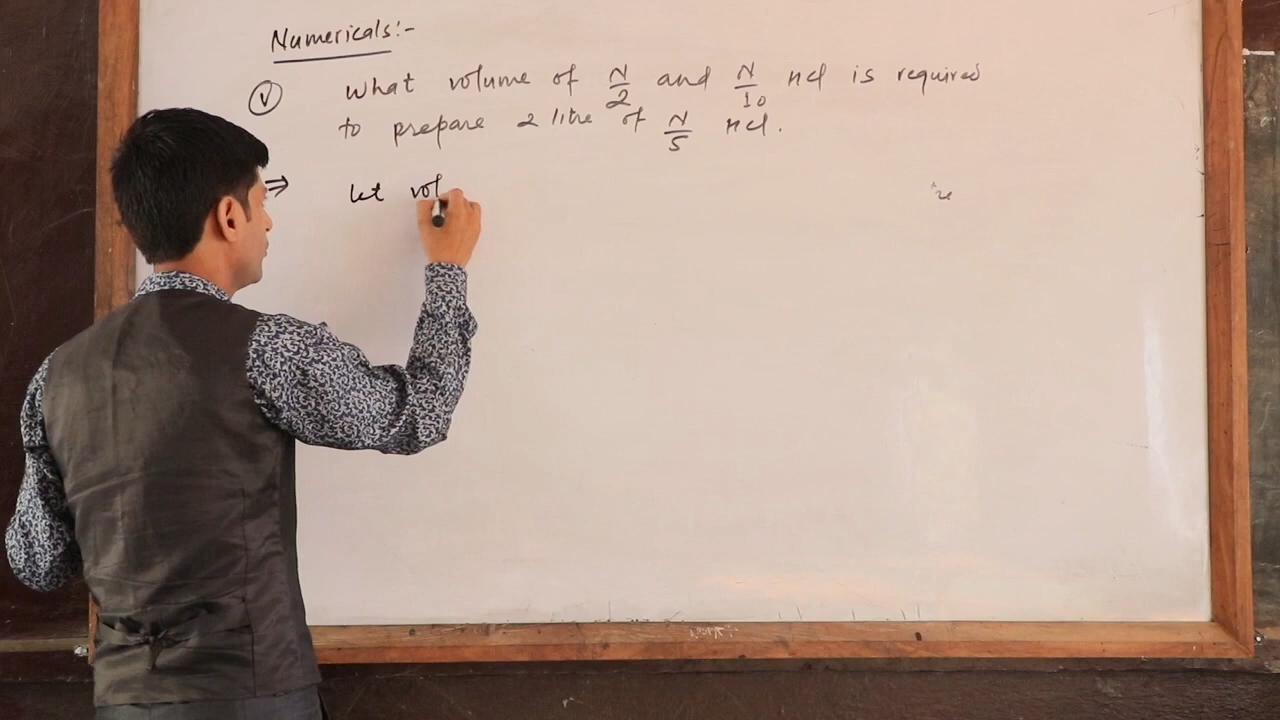 Numericals:-
(V) What volume of N/2 and N/10 HCl is required
to prepare 2 litre of N/5 HCl.
⇒ let vol